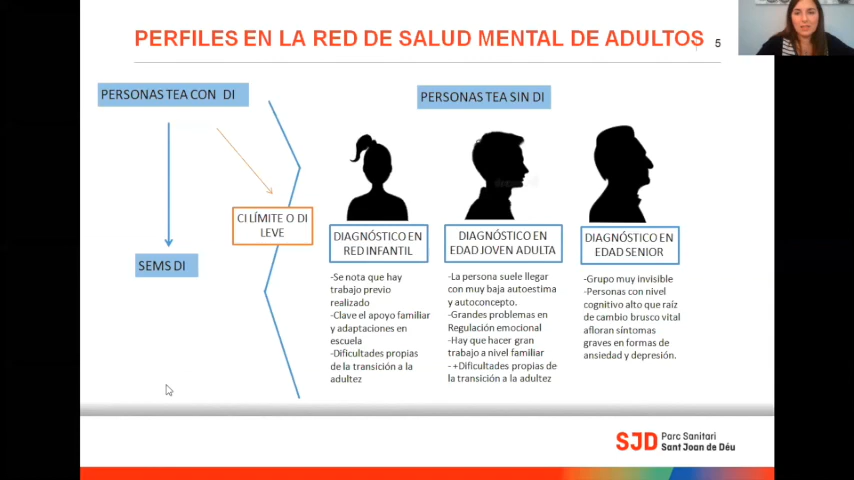 PERFILES EN LA RED DE SALUD MENTAL DE ADULTOS
5
PERSONAS TEA CON DI
PERSONAS TEA SIN DI
CI LÍMITE O DI
LEVE
SEMS DI
DIAGNÓSTICO EN
RED INFANTIL
-Se nota que hay
trabajo previo
realizado
-Clave el apoyo familiar
y adaptaciones en
escuela
-Dificultades propias
de la transición a la
adultez
DIAGNÓSTICO EN
EDAD JOVEN ADULTA
-La persona suele llegar
con muy baja autoestima
y autoconcepto.
-Grandes problemas en
Regulación emocional
-Hay que hacer gran
trabajo a nivel familiar
- +Dificultades propias de
la transición a la adultez
DIAGNÓSTICO EN
EDAD SENIOR
-Grupo muy invisible
-Personas con nivel
cognitivo alto que raíz
de cambio brusco vital
afloran síntomas
graves en formas de
ansiedad y depresión.
SJD Parc Sanitari
Sant Joan de Déu